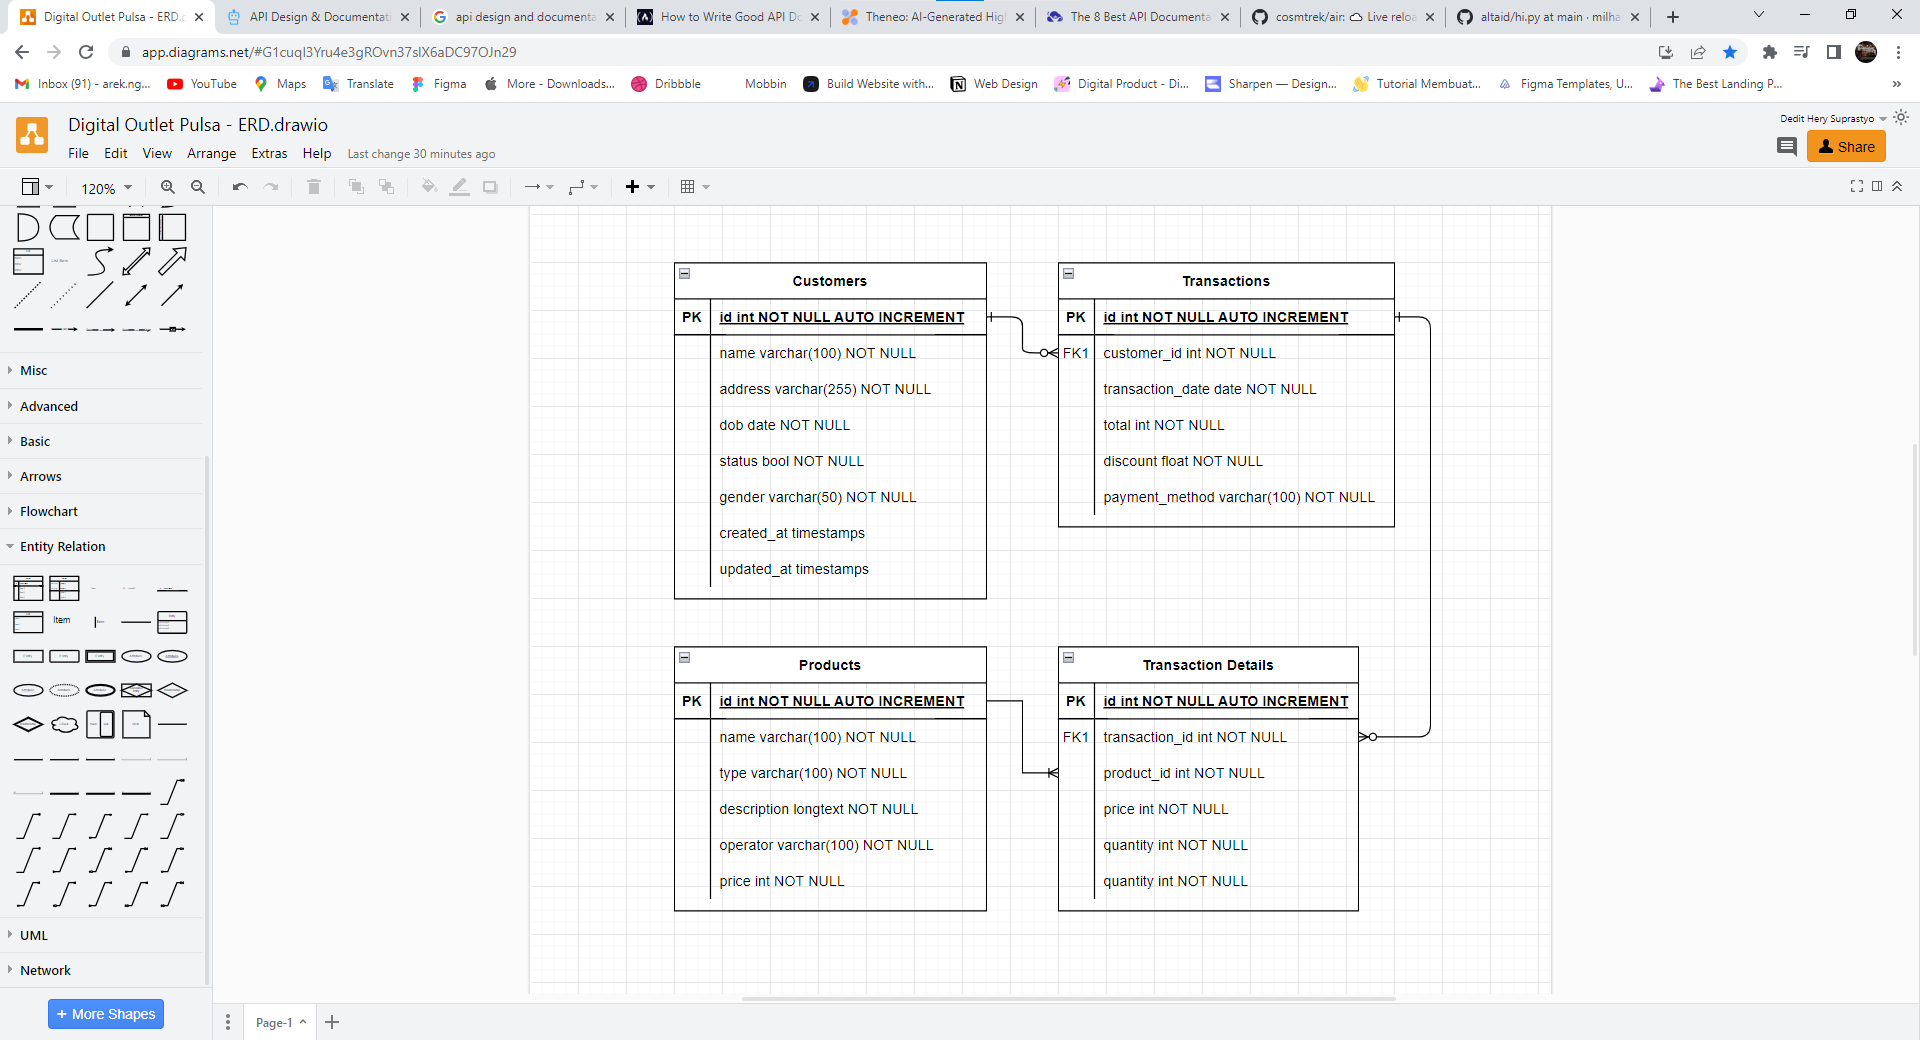 Digital Outlet Pulsa - ERD.c
API Design & Documentati
api design and documenta
How to Write Good API Do
Theneo: AI-Generated Hig
The 8 Best API Documenta
cosmtrek/air: Live reloa
altaid/hi.py at main · milha
app.diagrams.net/#G1cuql3Yru4e3gROvn37slX6aDC97OJn29
Inbox (91) - arek.ng...
YouTube
Maps
Translate
Figma
More - Downloads...
Dribbble
Mobbin
Build Website with...
Web Design
Digital Product - Di...
Sharpen — Design...
Tutorial Membuat...
Figma Templates, U...
The Best Landing P...
Digital Outlet Pulsa - ERD.drawio
Dedit Hery Suprastyo
File Edit View Arrange Extras Help Last change 30 minutes ago
Share
120%
Misc
Advanced
Basic
Arrows
Flowchart
Entity Relation
Item
UML
Network
+ More Shapes
Customers
PK id int NOT NULL AUTO INCREMENT
name varchar(100) NOT NULL
address varchar(255) NOT NULL
dob date NOT NULL
status bool NOT NULL
gender varchar(50) NOT NULL
created_at timestamps
updated_at timestamps
Transactions
PK id int NOT NULL AUTO INCREMENT
FK1 customer_id int NOT NULL
transaction_date date NOT NULL
total int NOT NULL
discount float NOT NULL
payment_method varchar(100) NOT NULL
Products
PK id int NOT NULL AUTO INCREMENT
name varchar(100) NOT NULL
type varchar(100) NOT NULL
description longtext NOT NULL
operator varchar(100) NOT NULL
price int NOT NULL
Transaction Details
PK id int NOT NULL AUTO INCREMENT
FK1 transaction_id int NOT NULL
product_id int NOT NULL
price int NOT NULL
quantity int NOT NULL
quantity int NOT NULL
Page-1